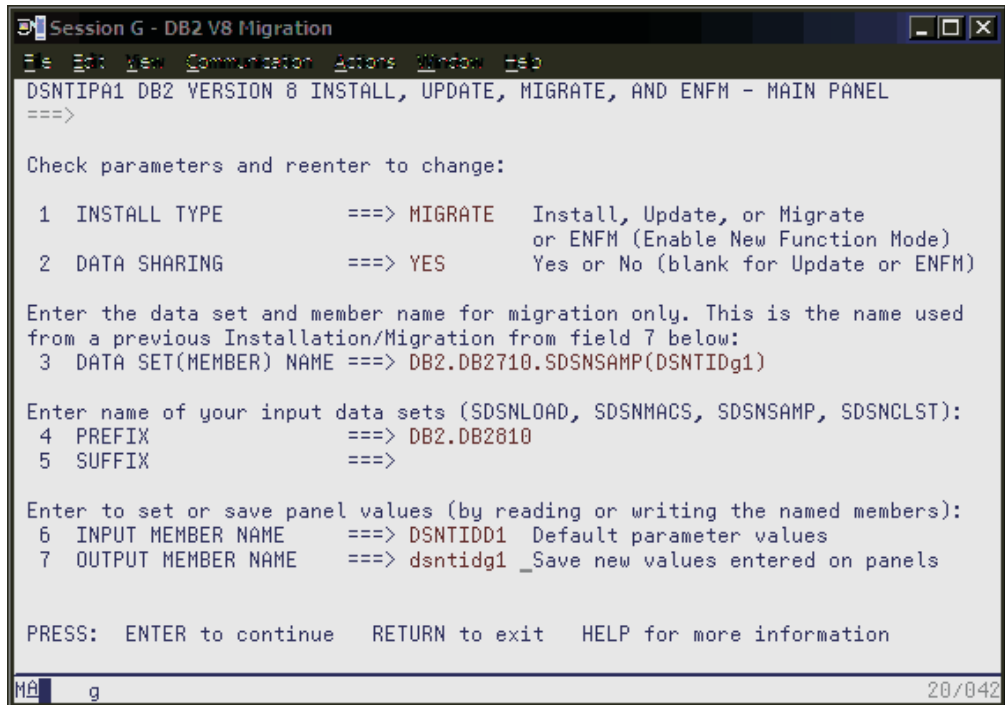 Session G - DB2 V8 Migration
File Edit View Communication Actions Window Help
DSNTIPA1 DB2 VERSION 8 INSTALL, UPDATE, MIGRATE, AND ENFM - MAIN PANEL
===>
Check parameters and reenter to change:
1 INSTALL TYPE ===> MIGRATE Install, Update, or Migrate
or ENFM (Enable New Function Mode)
2 DATA SHARING ===> YES Yes or No (blank for Update or ENFM)
Enter the data set and member name for migration only. This is the name used
from a previous Installation/Migration from field 7 below:
3 DATA SET(MEMBER) NAME ===> DB2.DB2710.SDSNSAMP(DSNTIDg1)
Enter name of your input data sets (SDSNLOAD, SDSNMACS, SDSNSAMP, SDSNCLST):
4 PREFIX ===> DB2.DB2810
5 SUFFIX ===>
Enter to set or save panel values (by reading or writing the named members):
6 INPUT MEMBER NAME ===> DSNTIDD1 Default parameter values
7 OUTPUT MEMBER NAME ===> dsntidg1 _Save new values entered on panels
PRESS: ENTER to continue RETURN to exit HELP for more information
MA g 20/042